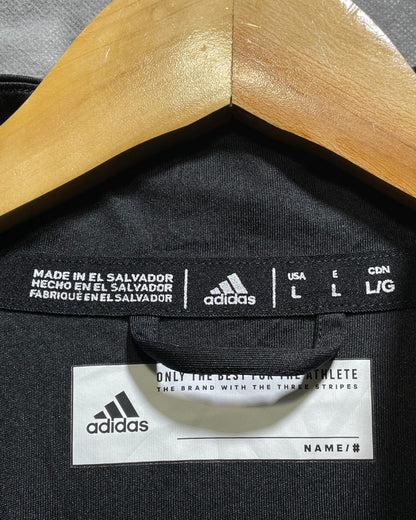 MADE IN EL SALVADOR
HECHO EN EL SALVADOR
FABRIQUÉ EN EL SALVADOR
adidas
USA
L
E
L
CDN
L/G
ONLY THE BEST FOR THE ATHLETE
THE BRAND WITH THE THREE STRIPES
adidas
NAME/#